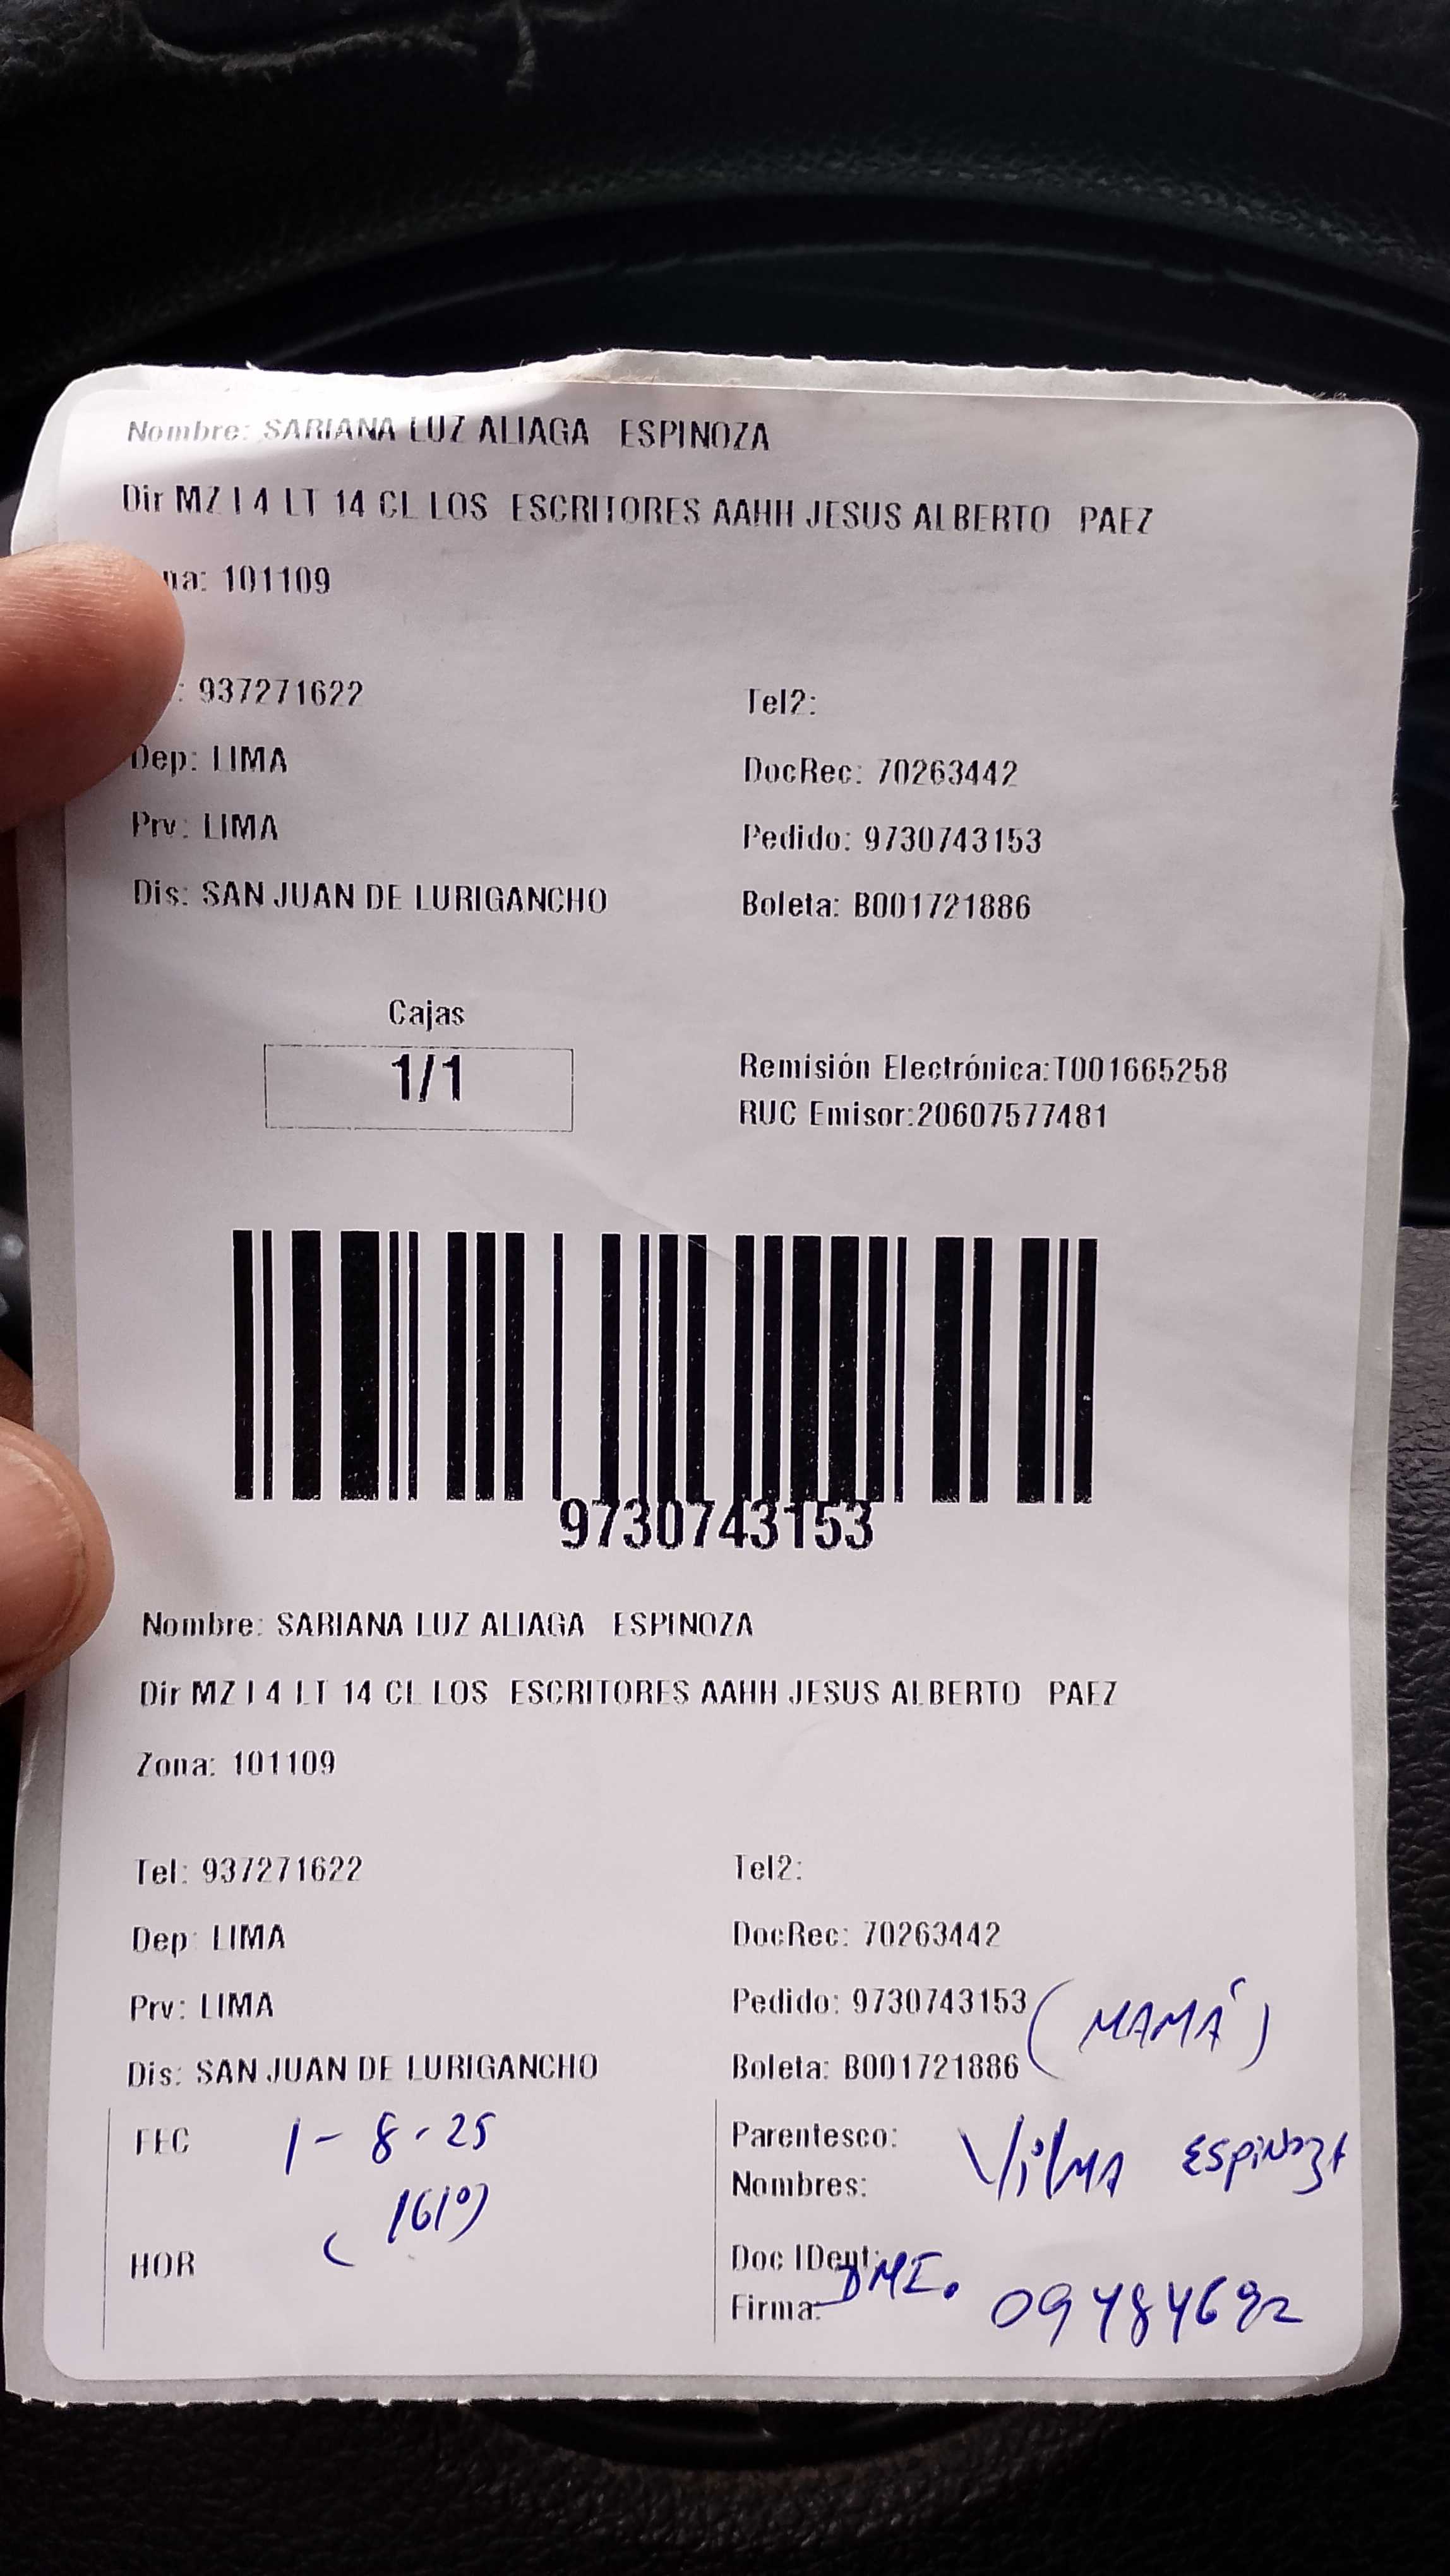 Nombre: SARIANA LUZ ALIAGA ESPINOZA
Dir MZ I 4 LT 14 CL LOS ESCRITORES AAHH JESUS ALBERTO PAEZ
na: 101109
: 937271622 Tel2:
Dep: LIMA DocRec: 70263442
Prv: LIMA Pedido: 9730743153
Dis: SAN JUAN DE LURIGANCHO Boleta: B001721886
Cajas
1/1
Remisión Electrónica:T001665258
RUC Emisor:20607577481
9730743153
Nombre: SARIANA LUZ ALIAGA ESPINOZA
Dir MZ I 4 LT 14 CL LOS ESCRITORES AAHH JESUS ALBERTO PAEZ
Zona: 101109
Tel: 937271622 Tel2:
Dep: LIMA DocRec: 70263442
Prv: LIMA Pedido: 9730743153 (MAMÁ)
Dis: SAN JUAN DE LURIGANCHO Boleta: B001721886
FEC 1-8-25 Parentesco:
Nombres: Vilma Espinoza
HOR Doc IDent:
Firma: